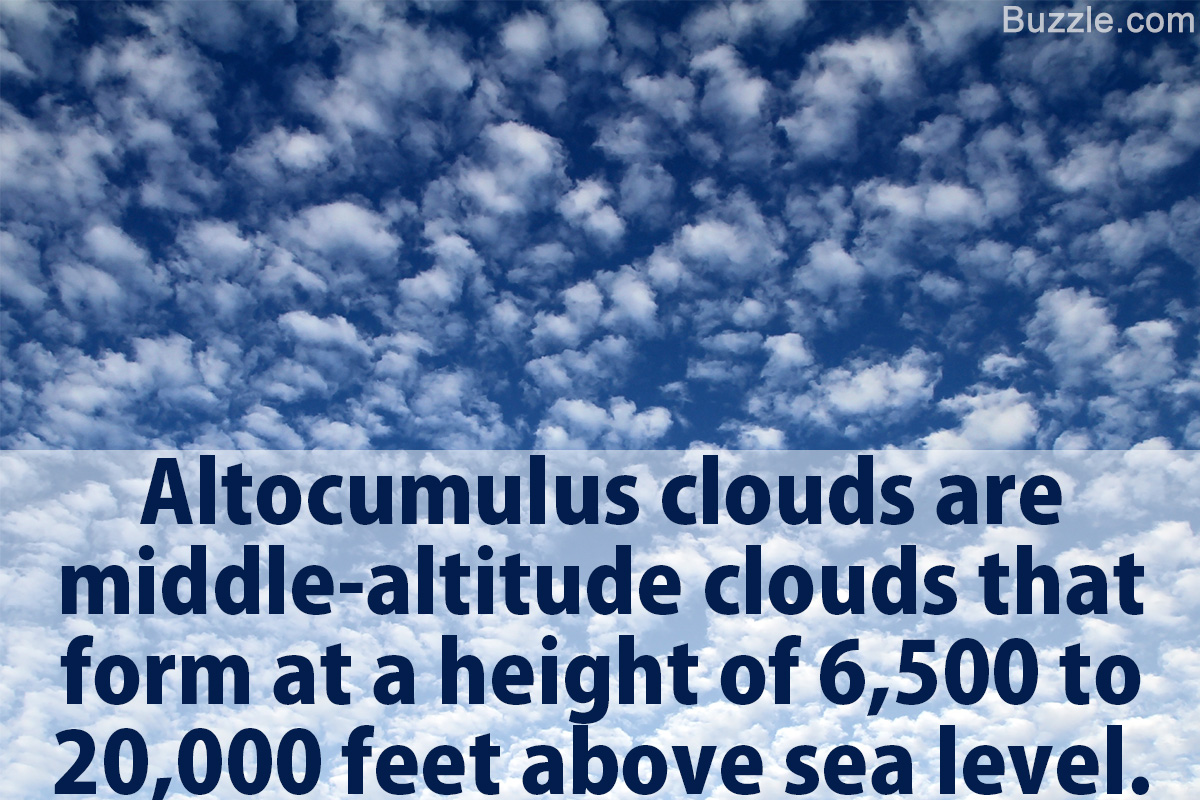 Buzzle.com
Altocumulus clouds are
middle-altitude clouds that
form at a height of 6,500 to
20,000 feet above sea level.